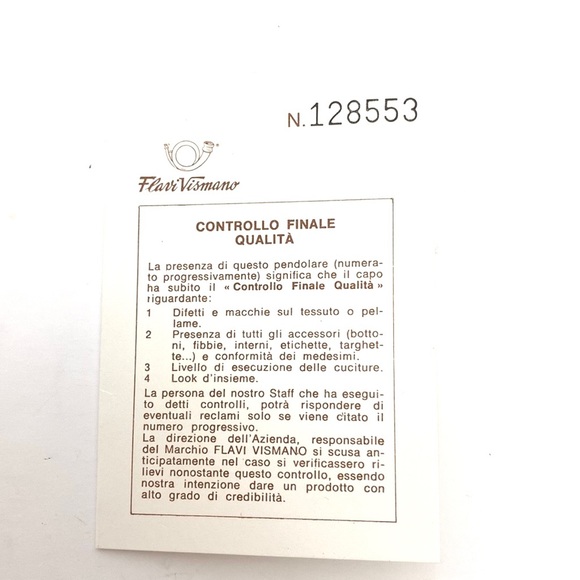 N. 128553
Flavi Vismano
CONTROLLO FINALE
QUALITÀ
La presenza di questo pendolare (numera-
to progressivamente) significa che il capo
ha subito il « Controllo Finale Qualità »
riguardante:
1 Difetti e macchie sul tessuto o pel-
lame.
2 Presenza di tutti gli accessori (botto-
ni, fibbie, interni, etichette, targhet-
te...) e conformità dei medesimi.
3 Livello di esecuzione delle cuciture.
4 Look d'insieme.
La persona del nostro Staff che ha esegui-
to detti controlli, potrà rispondere di
eventuali reclami solo se viene citato il
numero progressivo.
La direzione dell'Azienda, responsabile
del Marchio FLAVI VISMANO si scusa an-
ticipatamente nel caso si verificassero ri-
lievi nonostante questo controllo, essendo
nostra intenzione dare un prodotto con
alto grado di credibilità.